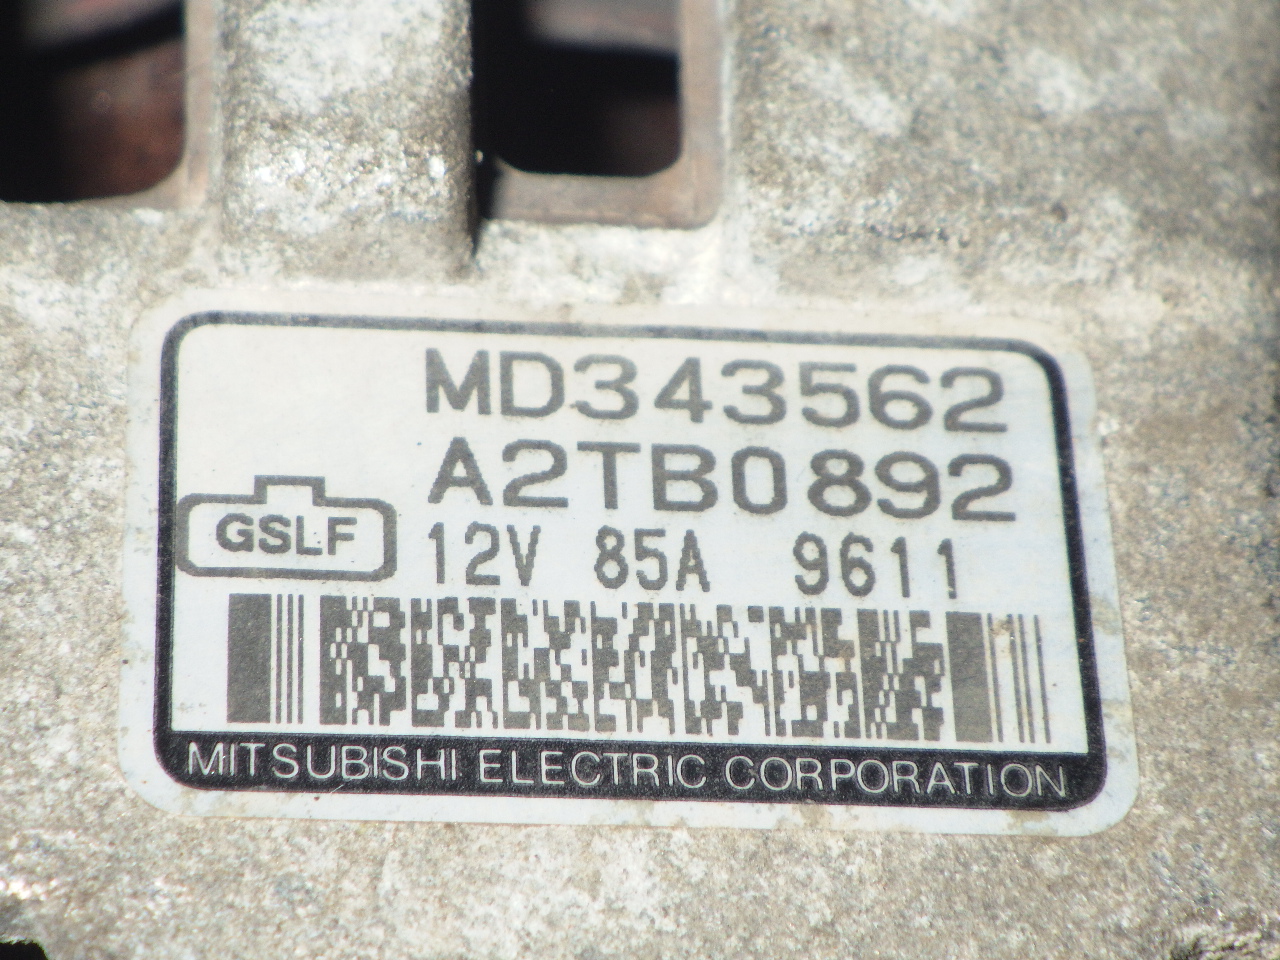 MD343562
A2TB0892
GSLF
12V 85A 9611
MITSUBISHI ELECTRIC CORPORATION